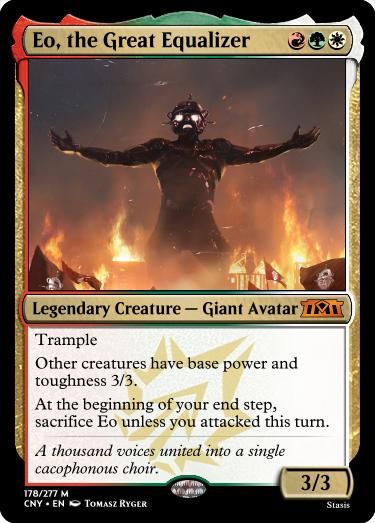 Eo, the Great Equalizer
Legendary Creature — Giant Avatar
Trample
Other creatures have base power and
toughness 3/3.
At the beginning of your end step,
sacrifice Eo unless you attacked this turn.
A thousand voices united into a single
cacophonous choir.
3/3
178/277 M
CNY • EN Tomasz Ryger
Stasis